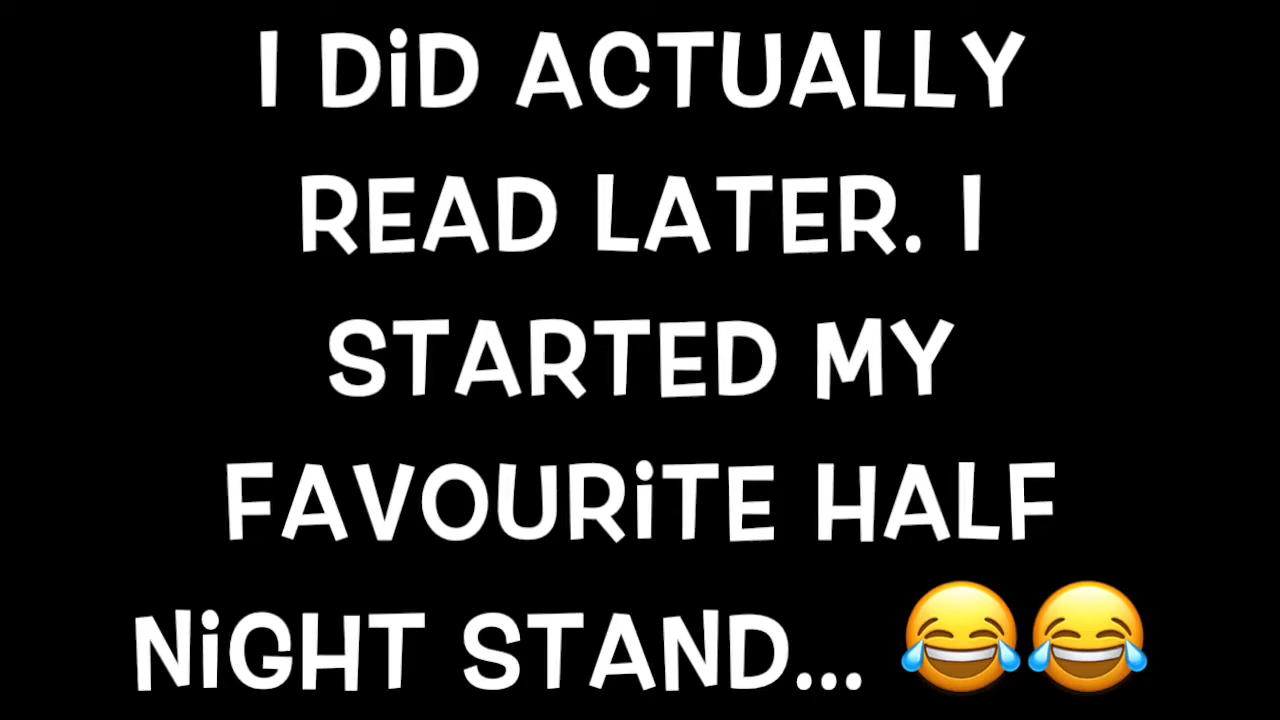 I DiD ACTUALLY
READ LATER. I
STARTED MY
FAVOURiTE HALF
NiGHT STAND... 😂😂